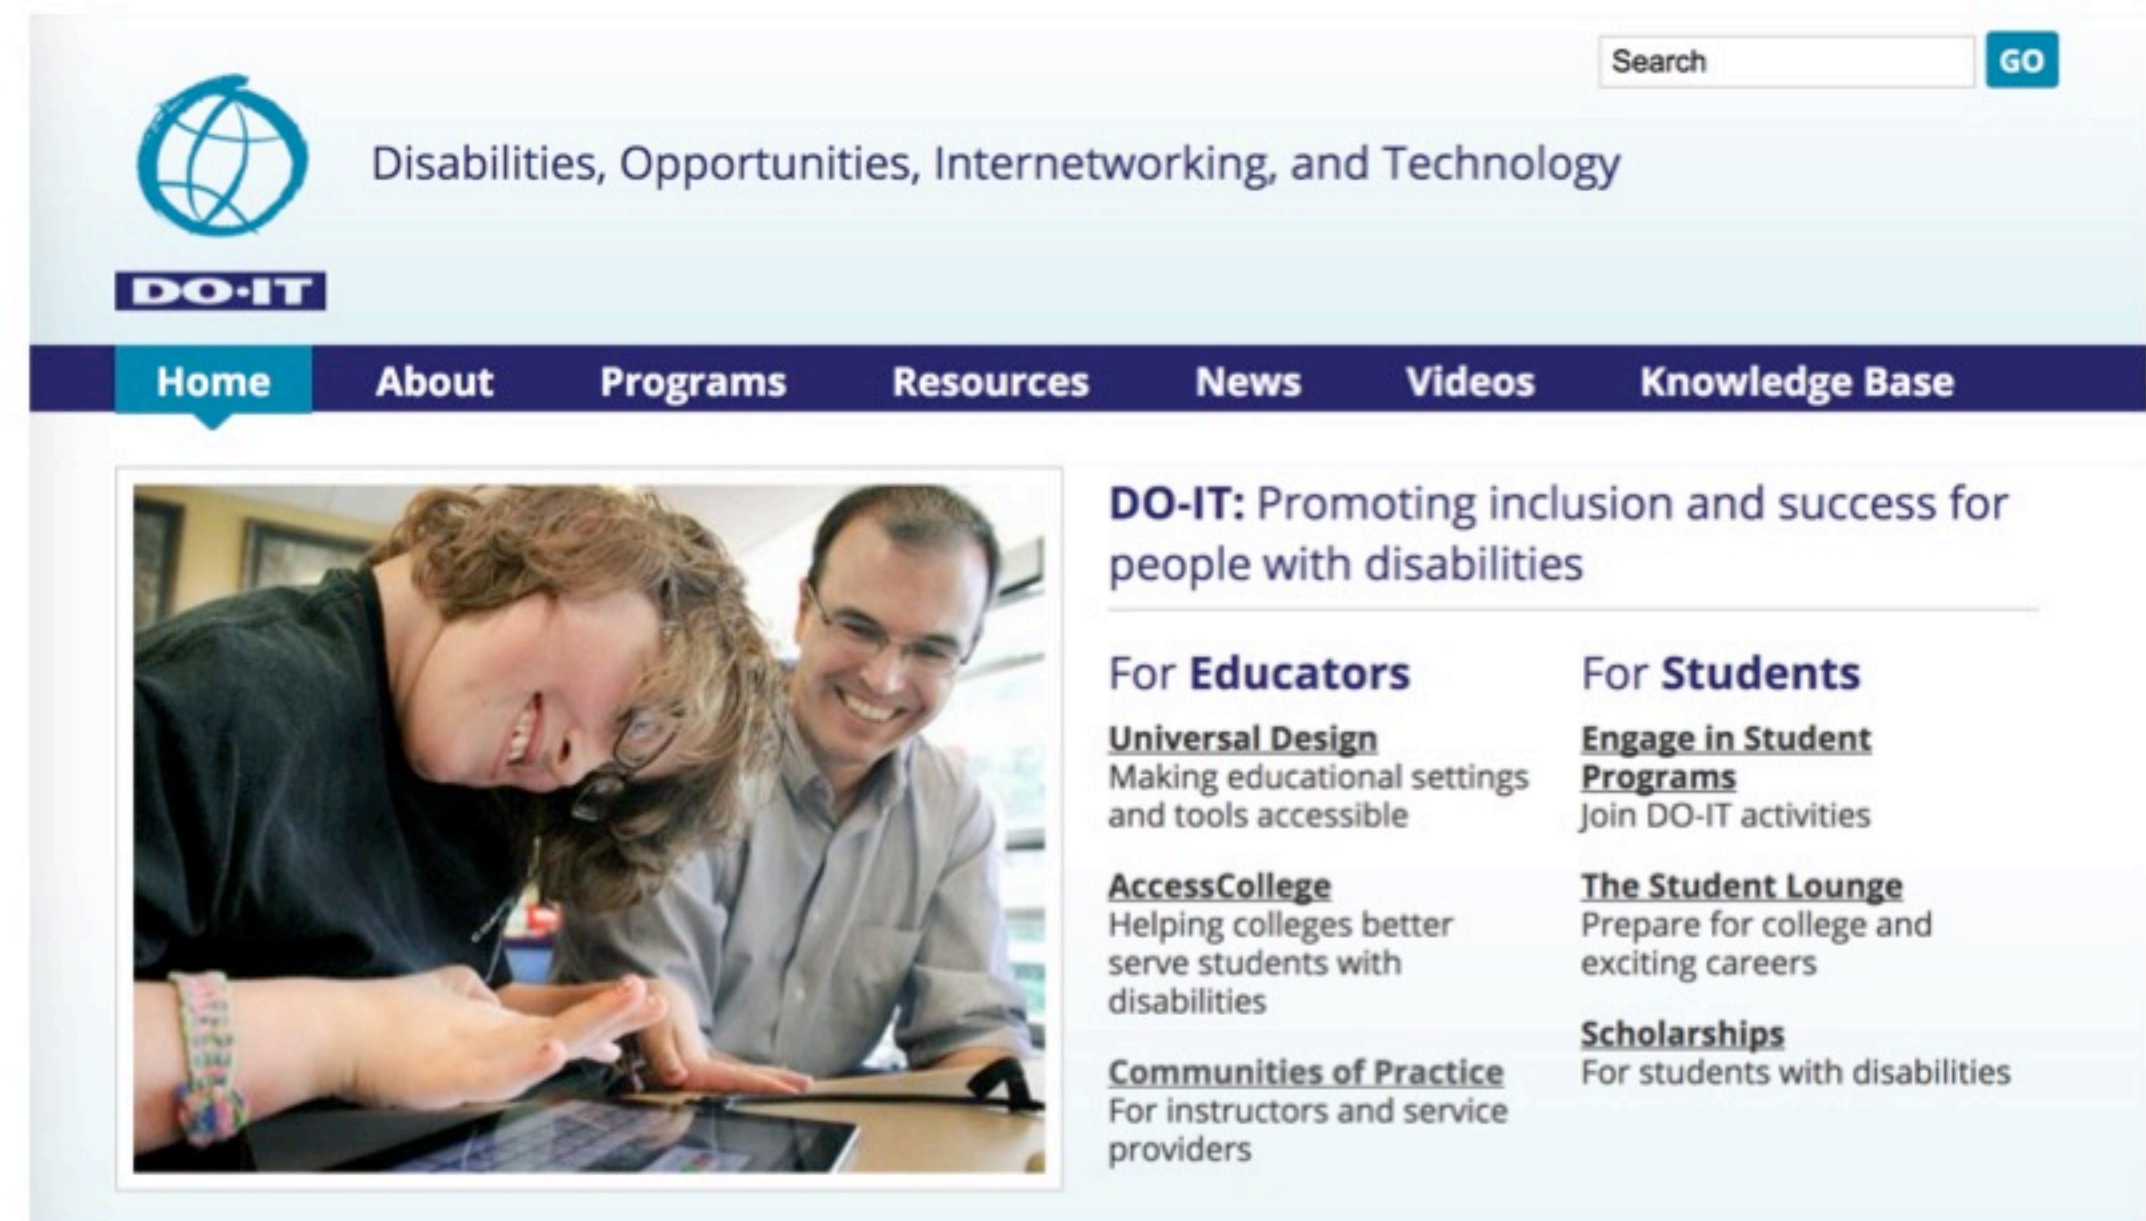 Search
GO
Disabilities, Opportunities, Internetworking, and Technology
DO·IT
Home About Programs Resources News Videos Knowledge Base
DO-IT: Promoting inclusion and success for
people with disabilities
For Educators
Universal Design
Making educational settings
and tools accessible
AccessCollege
Helping colleges better
serve students with
disabilities
Communities of Practice
For instructors and service
providers
For Students
Engage in Student
Programs
Join DO-IT activities
The Student Lounge
Prepare for college and
exciting careers
Scholarships
For students with disabilities